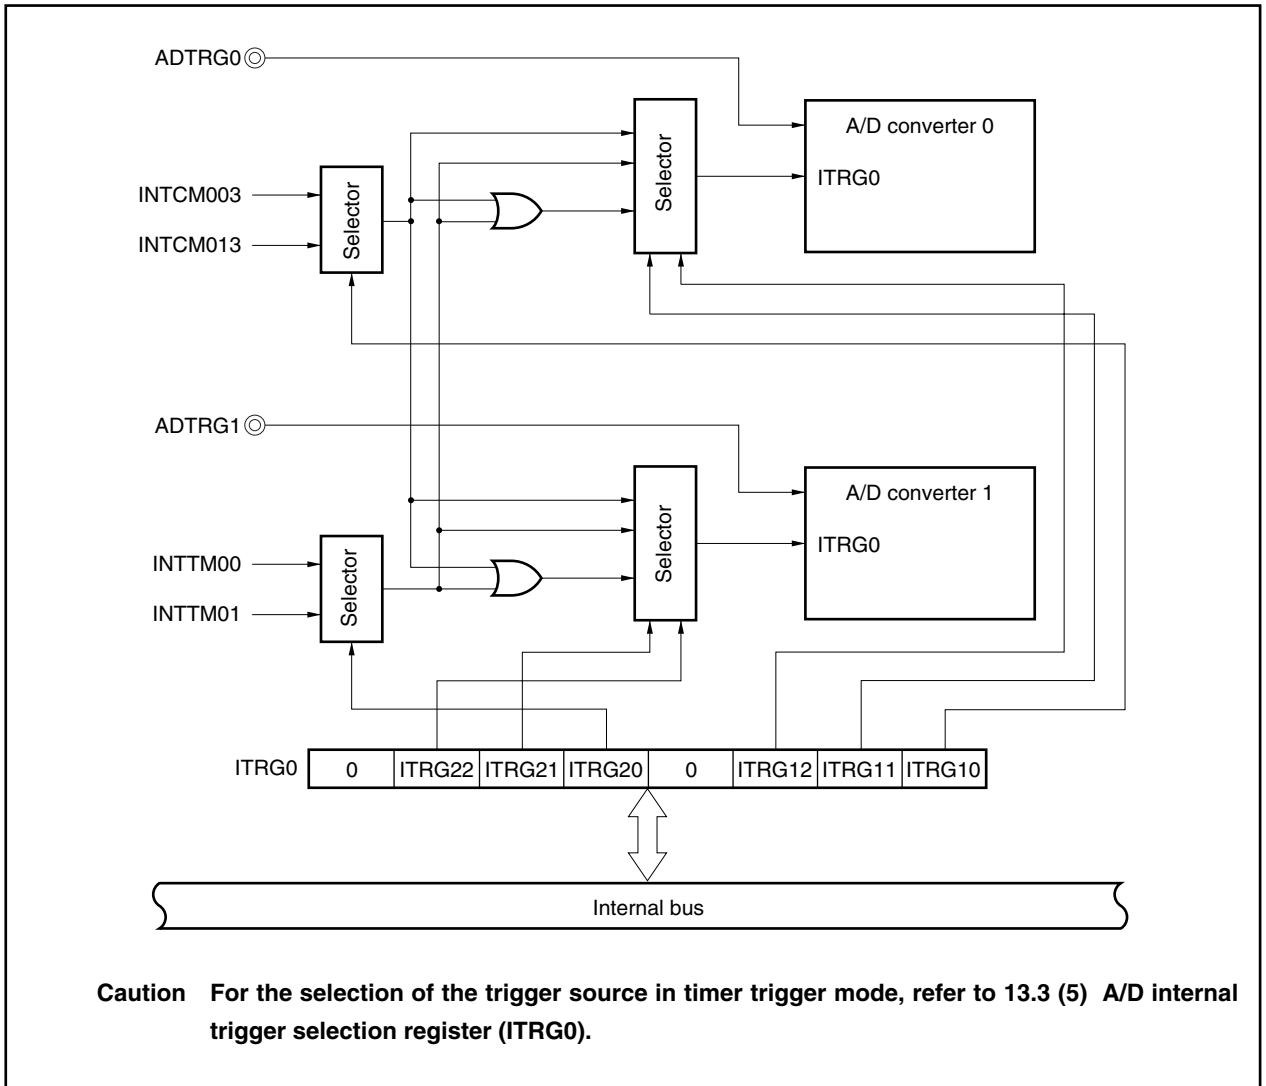 ADTRG0
A/D converter 0
Selector
ITRG0
INTCM003
Selector
INTCM013
ADTRG1
A/D converter 1
Selector
ITRG0
INTTM00
Selector
INTTM01
ITRG0 0 ITRG22 ITRG21 ITRG20 0 ITRG12 ITRG11 ITRG10
Internal bus
Caution For the selection of the trigger source in timer trigger mode, refer to 13.3 (5) A/D internal
trigger selection register (ITRG0).